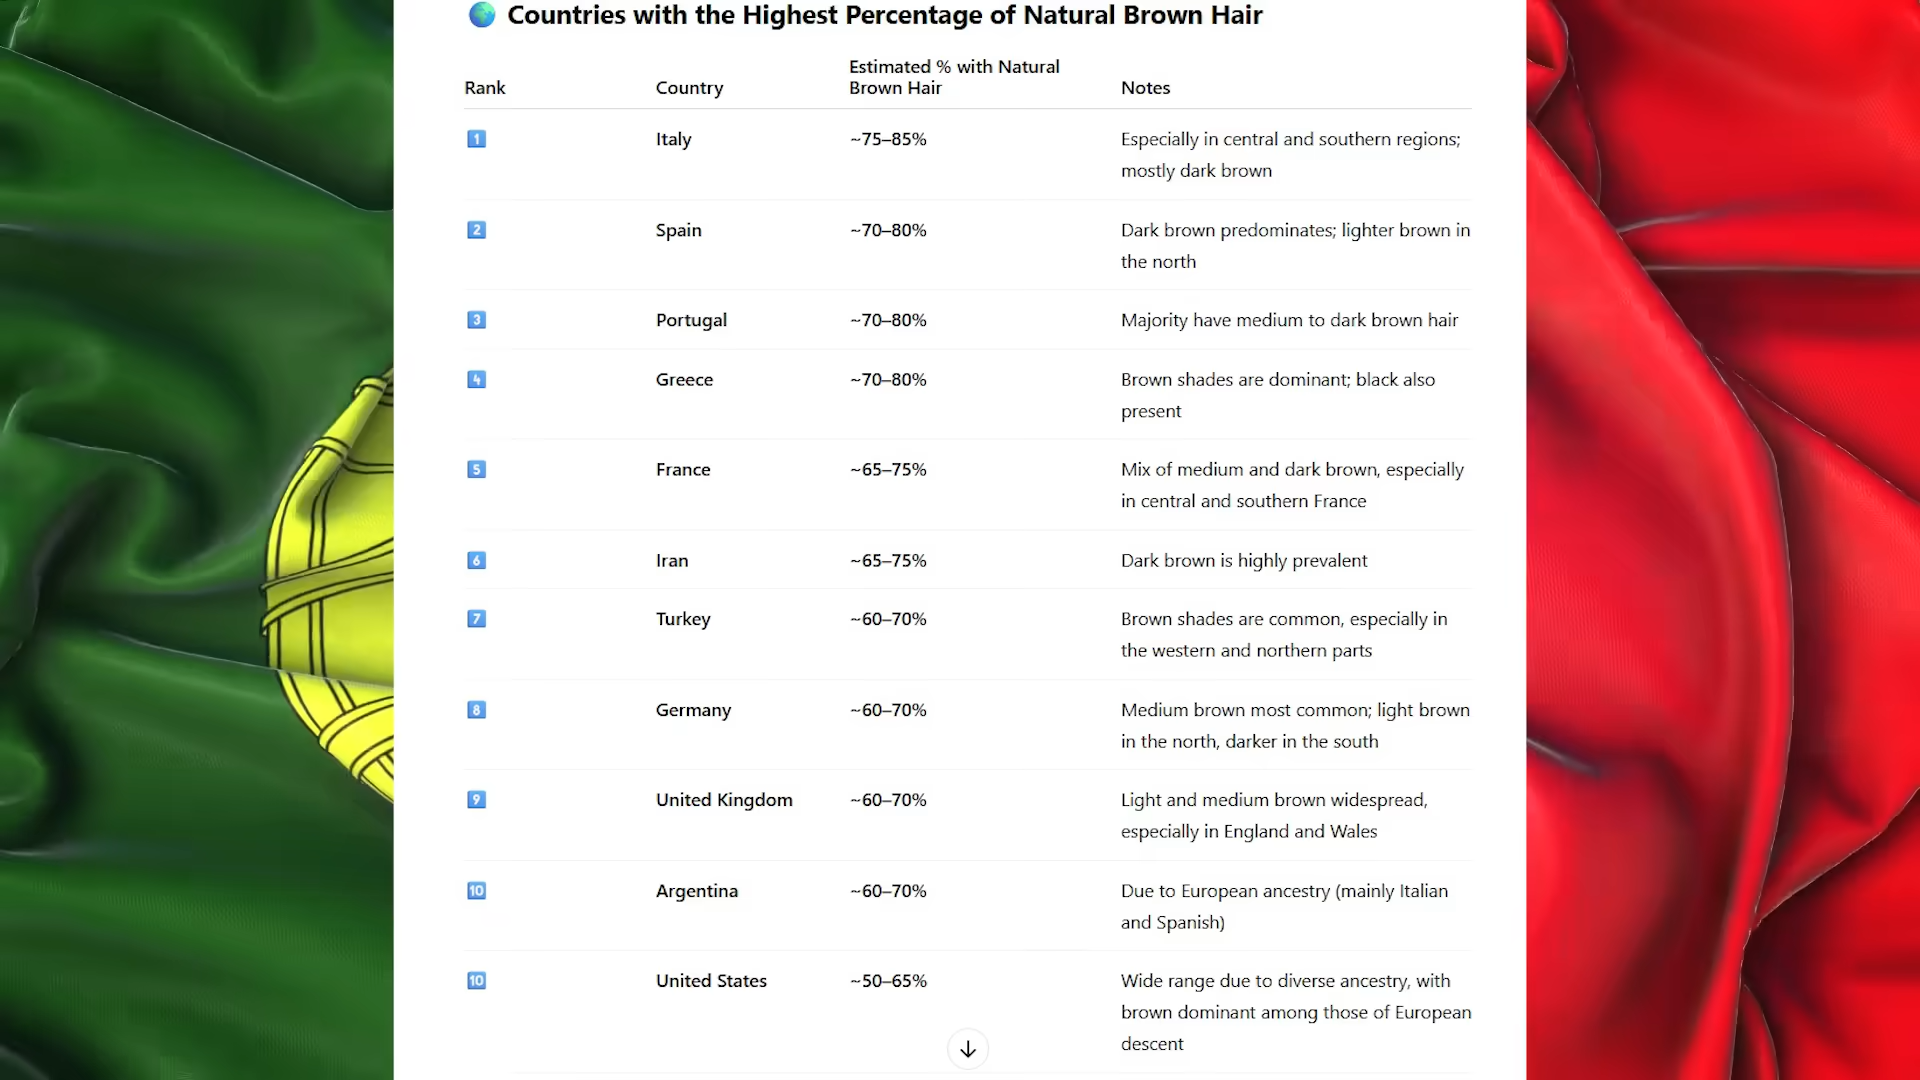 🌍 Countries with the Highest Percentage of Natural Brown Hair
Estimated % with Natural
Rank Country Brown Hair Notes
1 Italy ~75–85% Especially in central and southern regions;
mostly dark brown
2 Spain ~70–80% Dark brown predominates; lighter brown in
the north
3 Portugal ~70–80% Majority have medium to dark brown hair
4 Greece ~70–80% Brown shades are dominant; black also
present
5 France ~65–75% Mix of medium and dark brown, especially
in central and southern France
6 Iran ~65–75% Dark brown is highly prevalent
7 Turkey ~60–70% Brown shades are common, especially in
the western and northern parts
8 Germany ~60–70% Medium brown most common; light brown
in the north, darker in the south
9 United Kingdom ~60–70% Light and medium brown widespread,
especially in England and Wales
10 Argentina ~60–70% Due to European ancestry (mainly Italian
and Spanish)
10 United States ~50–65% Wide range due to diverse ancestry, with
brown dominant among those of European
descent